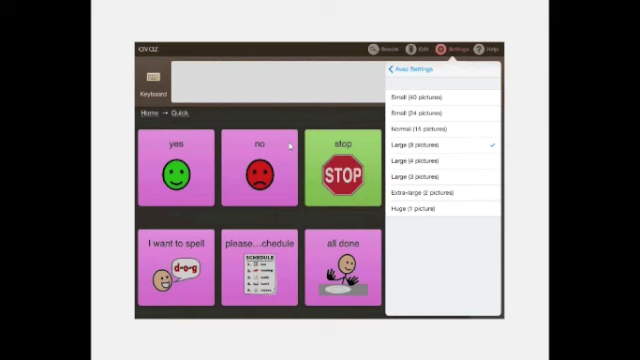 avaz
Search
Edit
Settings
Help
Avaz Settings
Keyboard
Home → Quick
Small (40 pictures)
Small (24 pictures)
Normal (15 pictures)
Large (8 pictures)
Large (4 pictures)
Large (3 pictures)
Extra-large (2 pictures)
Huge (1 picture)
yes
no
stop
STOP
I want to spell
please...chedule
all done
d-o-g
SCHEDULE